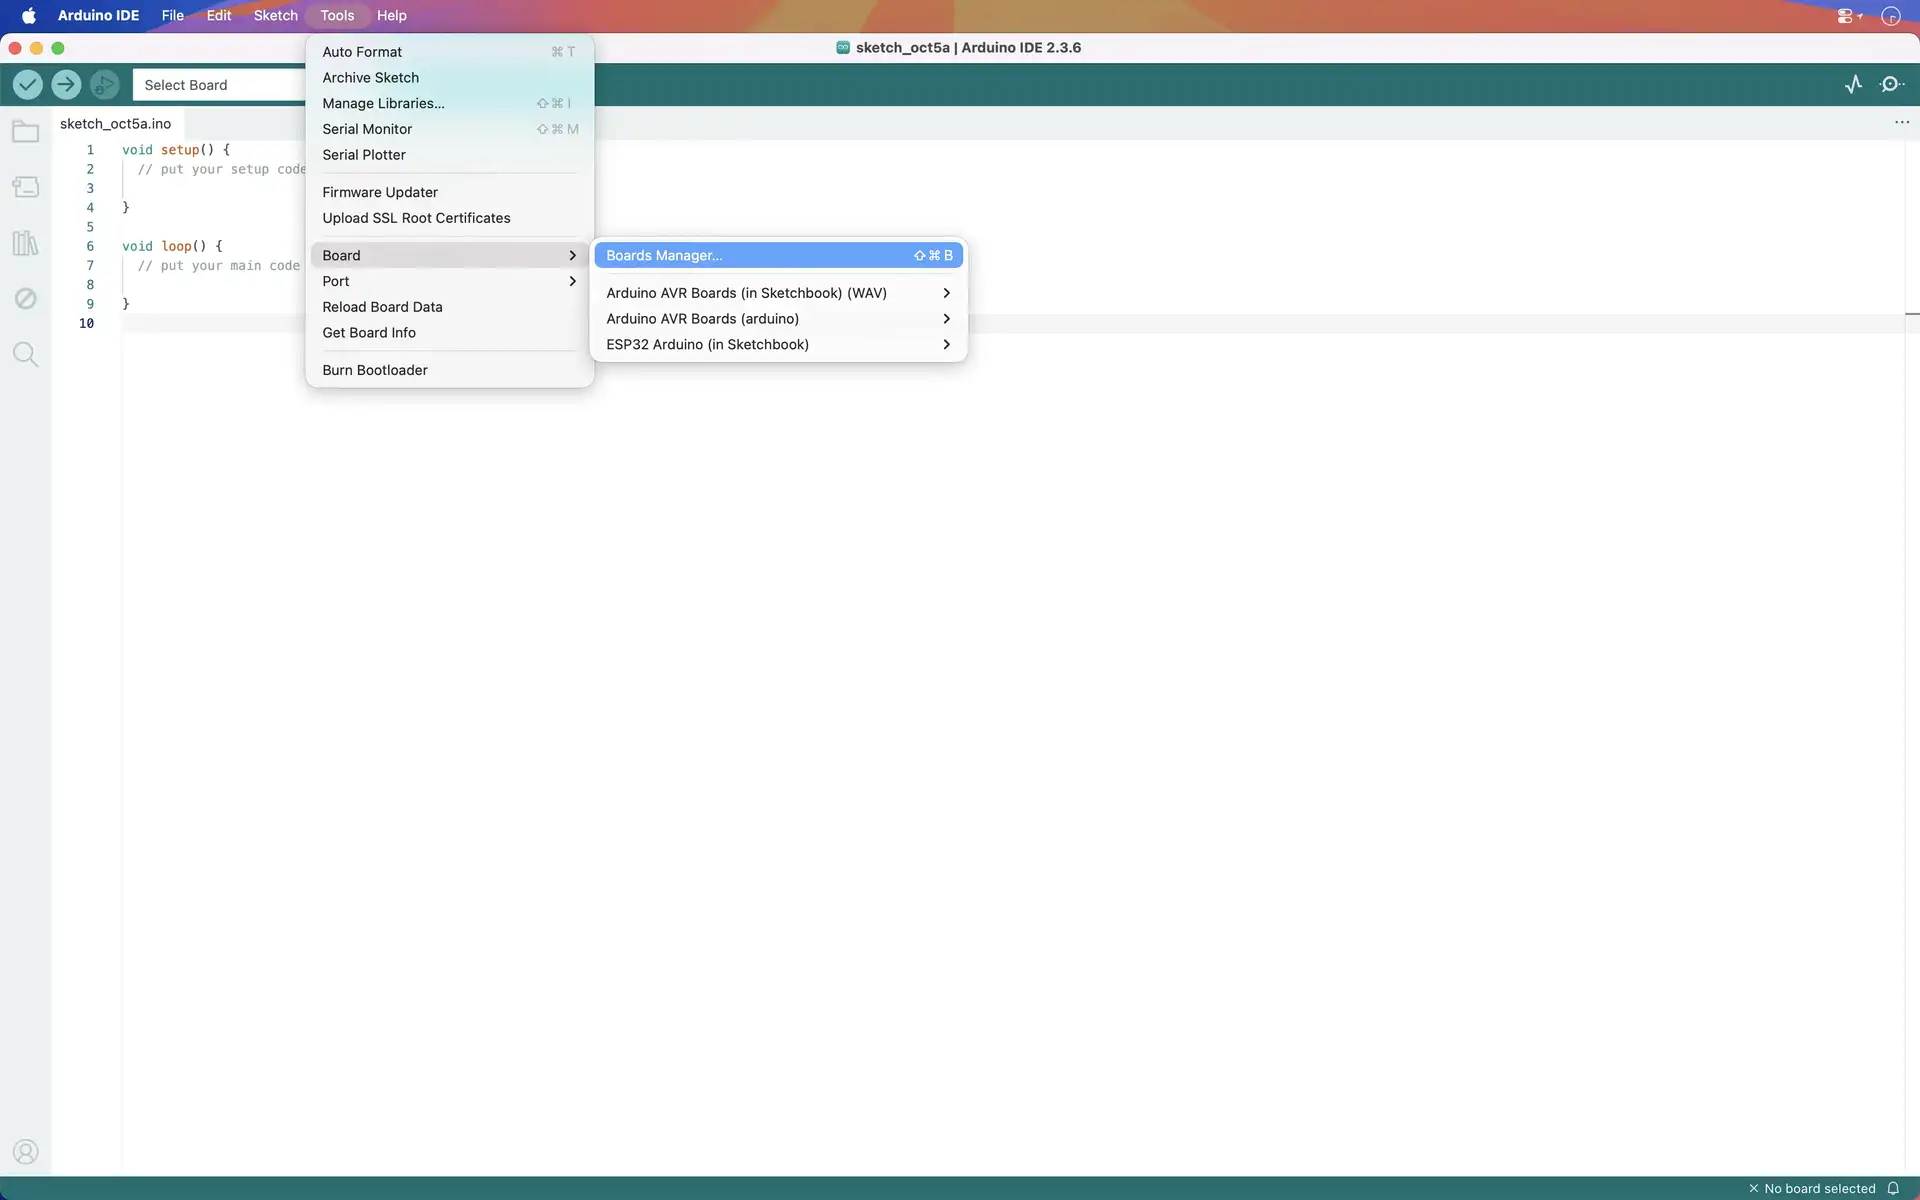 Arduino IDE File Edit Sketch Tools Help
sketch_oct5a | Arduino IDE 2.3.6
Select Board
sketch_oct5a.ino
1 void setup() {
2 // put your setup code
3
4 }
5
6 void loop() {
7 // put your main code
8
9 }
10
Auto Format ⌘ T
Archive Sketch
Manage Libraries... ⇧ ⌘ I
Serial Monitor ⇧ ⌘ M
Serial Plotter
Firmware Updater
Upload SSL Root Certificates
Board
Port
Reload Board Data
Get Board Info
Burn Bootloader
Boards Manager... ⇧ ⌘ B
Arduino AVR Boards (in Sketchbook) (WAV)
Arduino AVR Boards (arduino)
ESP32 Arduino (in Sketchbook)
No board selected